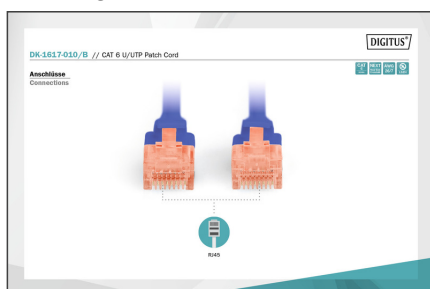 DIGITUS®
DK-1617-010/B // CAT 6 U/UTP Patch Cord
Anschlüsse
Connections
RJ45